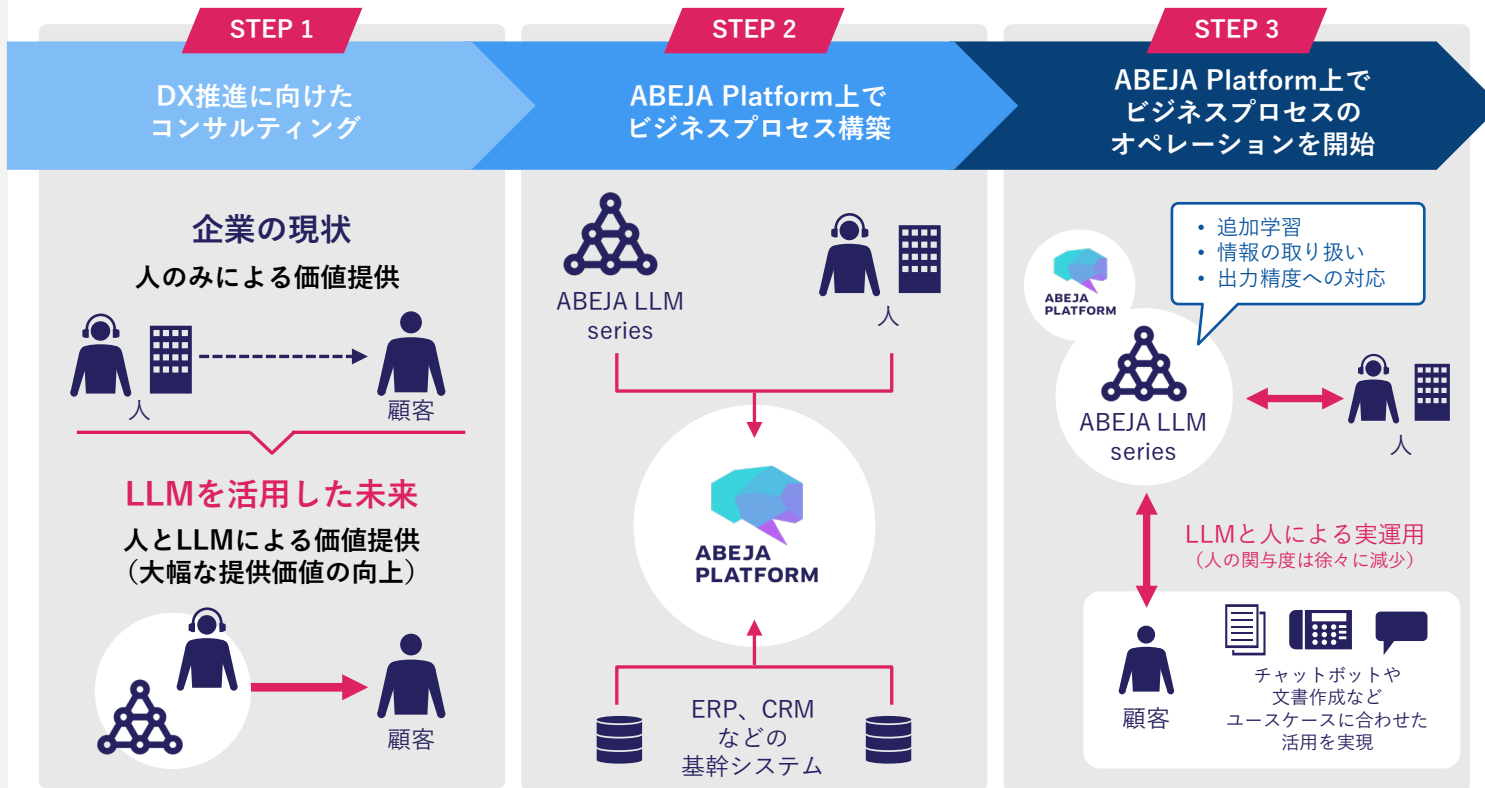 STEP 1
DX推進に向けた
コンサルティング
企業の現状
人のみによる価値提供
人
顧客
LLMを活用した未来
人とLLMによる価値提供
（大幅な提供価値の向上）
顧客
STEP 2
ABEJA Platform上で
ビジネスプロセス構築
ABEJA LLM
series
人
ABEJA
PLATFORM
ERP、CRM
などの
基幹システム
STEP 3
ABEJA Platform上で
ビジネスプロセスの
オペレーションを開始
• 追加学習
• 情報の取り扱い
• 出力精度への対応
ABEJA
PLATFORM
ABEJA LLM
series
人
LLMと人による実運用
（人の関与度は徐々に減少）
顧客
チャットボットや
文書作成など
ユースケースに合わせた
活用を実現